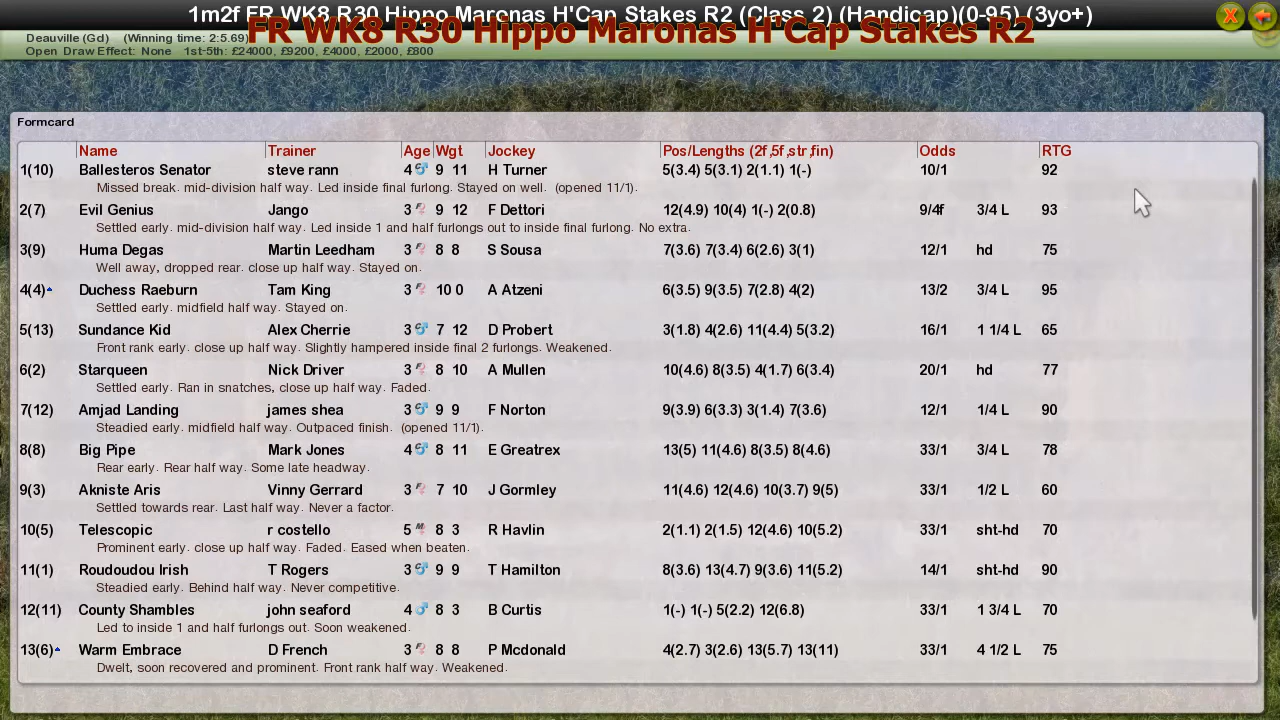 1m2f FR WK8 R30 Hippo Maronas H'Cap Stakes R2 (Class 2) (Handicap)(0-95) (3yo+)
FR WK8 R30 Hippo Maronas H'Cap Stakes R2
Deauville (Gd) (Winning time: 2:5.69)
Open Draw Effect: None 1st-5th: £24000, £9200, £4000, £2000, £800
Formcard
Name Trainer Age Wgt Jockey Pos/Lengths (2f,5f,str,fin) Odds RTG
1(10) Ballesteros Senator steve rann 4 9 11 H Turner 5(3.4) 5(3.1) 2(1.1) 1(-) 10/1 92
Missed break. mid-division half way. Led inside final furlong. Stayed on well. (opened 11/1).
2(7) Evil Genius Jango 3 9 12 F Dettori 12(4.9) 10(4) 1(-) 2(0.8) 9/4f 3/4 L 93
Settled early. mid-division half way. Led inside 1 and half furlongs out to inside final furlong. No extra.
3(9) Huma Degas Martin Leedham 3 8 8 S Sousa 7(3.6) 7(3.4) 6(2.6) 3(1) 12/1 hd 75
Well away, dropped rear. close up half way. Stayed on.
4(4) Duchess Raeburn Tam King 3 10 0 A Atzeni 6(3.5) 9(3.5) 7(2.8) 4(2) 13/2 3/4 L 95
Settled early. midfield half way. Stayed on.
5(13) Sundance Kid Alex Cherrie 3 7 12 D Probert 3(1.8) 4(2.6) 11(4.4) 5(3.2) 16/1 1 1/4 L 65
Front rank early. close up half way. Slightly hampered inside final 2 furlongs. Weakened.
6(2) Starqueen Nick Driver 3 8 10 A Mullen 10(4.6) 8(3.5) 4(1.7) 6(3.4) 20/1 hd 77
Settled early. Ran in snatches, close up half way. Faded.
7(12) Amjad Landing james shea 3 9 9 F Norton 9(3.9) 6(3.3) 3(1.4) 7(3.6) 12/1 1/4 L 90
Steadied early. midfield half way. Outpaced finish. (opened 11/1).
8(8) Big Pipe Mark Jones 4 8 11 E Greatrex 13(5) 11(4.6) 8(3.5) 8(4.6) 33/1 3/4 L 78
Rear early. Rear half way. Some late headway.
9(3) Akniste Aris Vinny Gerrard 3 7 10 J Gormley 11(4.6) 12(4.6) 10(3.7) 9(5) 33/1 1/2 L 60
Settled towards rear. Last half way. Never a factor.
10(5) Telescopic r costello 5 8 3 R Havlin 2(1.1) 2(1.5) 12(4.6) 10(5.2) 33/1 sht-hd 70
Prominent early. close up half way. Faded. Eased when beaten.
11(1) Roudoudou Irish T Rogers 3 9 9 T Hamilton 8(3.6) 13(4.7) 9(3.6) 11(5.2) 14/1 sht-hd 90
Steadied early. Behind half way. Never competitive.
12(11) County Shambles john seaford 4 8 3 B Curtis 1(-) 1(-) 5(2.2) 12(6.8) 33/1 1 3/4 L 70
Led to inside 1 and half furlongs out. Soon weakened.
13(6) Warm Embrace D French 3 8 8 P Mcdonald 4(2.7) 3(2.6) 13(5.7) 13(11) 33/1 4 1/2 L 75
Dwelt, soon recovered and prominent. Front rank half way. Weakened.